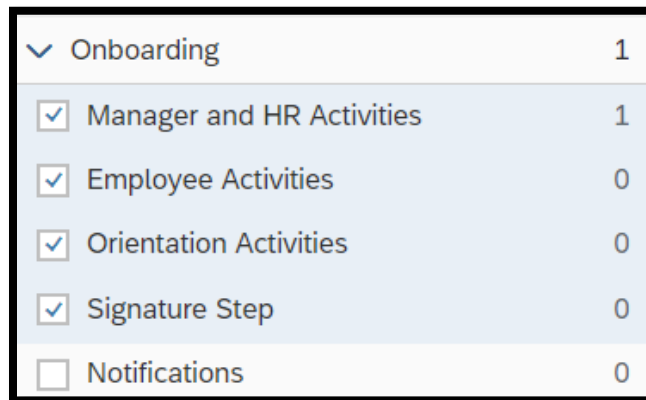 Onboarding 1
Manager and HR Activities 1
Employee Activities 0
Orientation Activities 0
Signature Step 0
Notifications 0